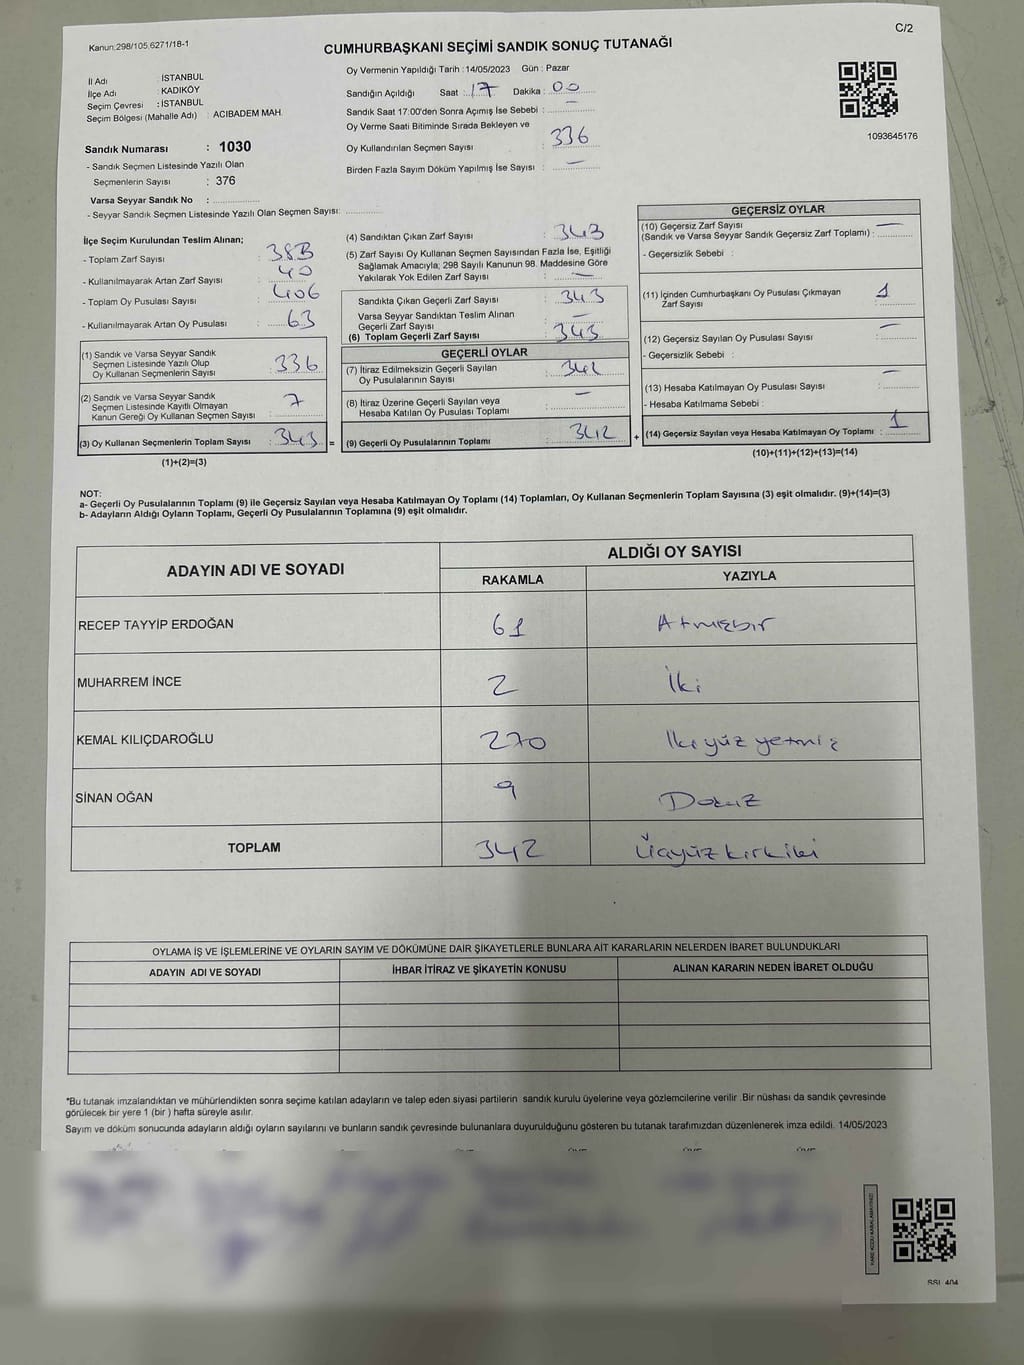 Kanun:298/105.6271/18-1
C/2
CUMHURBAŞKANI SEÇİMİ SANDIK SONUÇ TUTANAĞI
İl Adı : İSTANBUL
İlçe Adı : KADIKÖY
Seçim Çevresi : İSTANBUL
Seçim Bölgesi (Mahalle Adı) : ACIBADEM MAH.
Sandık Numarası : 1030
- Sandık Seçmen Listesinde Yazılı Olan
Seçmenlerin Sayısı : 376
Varsa Seyyar Sandık No :
- Seyyar Sandık Seçmen Listesinde Yazılı Olan Seçmen Sayısı:
Oy Vermenin Yapıldığı Tarih :14/05/2023 Gün : Pazar
Sandığın Açıldığı Saat : 17 Dakika : 00
Sandık Saat 17:00'den Sonra Açımış İse Sebebi : —
Oy Verme Saati Bitiminde Sırada Bekleyen ve
Oy Kullandırılan Seçmen Sayısı : 336
Birden Fazla Sayım Döküm Yapılmış İse Sayısı : —
1093645176
İlçe Seçim Kurulundan Teslim Alınan;
- Toplam Zarf Sayısı : 383
- Kullanılmayarak Artan Zarf Sayısı : 40
- Toplam Oy Pusulası Sayısı : 406
- Kullanılmayarak Artan Oy Pusulası : 63
(1) Sandık ve Varsa Seyyar Sandık
Seçmen Listesinde Yazılı Olup
Oy Kullanan Seçmenlerin Sayısı : 336
(2) Sandık ve Varsa Seyyar Sandık
Seçmen Listesinde Kayıtlı Olmayan
Kanun Gereği Oy Kullanan Seçmen Sayısı : 7
(3) Oy Kullanan Seçmenlerin Toplam Sayısı : 343 =
(1)+(2)=(3)
(4) Sandıktan Çıkan Zarf Sayısı : 343
(5) Zarf Sayısı Oy Kullanan Seçmen Sayısından Fazla İse, Eşitliği
Sağlamak Amacıyla; 298 Sayılı Kanunun 98. Maddesine Göre
Yakılarak Yok Edilen Zarf Sayısı : —
Sandıkta Çıkan Geçerli Zarf Sayısı : 343
Varsa Seyyar Sandıktan Teslim Alınan
Geçerli Zarf Sayısı : —
(6) Toplam Geçerli Zarf Sayısı : 343
GEÇERLİ OYLAR
(7) İtiraz Edilmeksizin Geçerli Sayılan
Oy Pusulalarının Sayısı : 342
(8) İtiraz Üzerine Geçerli Sayılan veya
Hesaba Katılan Oy Pusulası Toplamı : —
(9) Geçerli Oy Pusulalarının Toplamı : 342 +
GEÇERSİZ OYLAR
(10) Geçersiz Zarf Sayısı
(Sandık ve Varsa Seyyar Sandık Geçersiz Zarf Toplamı) : —
- Geçersizlik Sebebi :
(11) İçinden Cumhurbaşkanı Oy Pusulası Çıkmayan
Zarf Sayısı : 1
(12) Geçersiz Sayılan Oy Pusulası Sayısı : —
- Geçersizlik Sebebi :
(13) Hesaba Katılmayan Oy Pusulası Sayısı : —
- Hesaba Katılmama Sebebi :
(14) Geçersiz Sayılan veya Hesaba Katılmayan Oy Toplamı : 1
(10)+(11)+(12)+(13)=(14)
NOT:
a- Geçerli Oy Pusulalarının Toplamı (9) ile Geçersiz Sayılan veya Hesaba Katılmayan Oy Toplamı (14) Toplamları, Oy Kullanan Seçmenlerin Toplam Sayısına (3) eşit olmalıdır. (9)+(14)=(3)
b- Adayların Aldığı Oyların Toplamı, Geçerli Oy Pusulalarının Toplamına (9) eşit olmalıdır.
ADAYIN ADI VE SOYADI
ALDIĞI OY SAYISI
RAKAMLA YAZIYLA
RECEP TAYYİP ERDOĞAN 61 Atmışbir
MUHARREM İNCE 2 İki
KEMAL KILIÇDAROĞLU 270 İkiyüz yetmiş
SİNAN OĞAN 9 Dokuz
TOPLAM 342 Üçyüzkırkiki
OYLAMA İŞ VE İŞLEMLERİNE VE OYLARIN SAYIM VE DÖKÜMÜNE DAİR ŞİKAYETLERLE BUNLARA AİT KARARLARIN NELERDEN İBARET BULUNDUKLARI
ADAYIN ADI VE SOYADI İHBAR İTİRAZ VE ŞİKAYETİN KONUSU ALINAN KARARIN NEDEN İBARET OLDUĞU
*Bu tutanak imzalandıktan ve mühürlendikten sonra seçime katılan adayların ve talep eden siyasi partilerin sandık kurulu üyelerine veya gözlemcilerine verilir .Bir nüshası da sandık çevresinde
görülecek bir yere 1 (bir ) hafta süreyle asılır.
Sayım ve döküm sonucunda adayların aldığı oyların sayılarını ve bunların sandık çevresinde bulunanlara duyurulduğunu gösteren bu tutanak tarafımızdan düzenlenerek imza edildi. 14/05/2023
KARE KODU KARALAMAYINIZ!